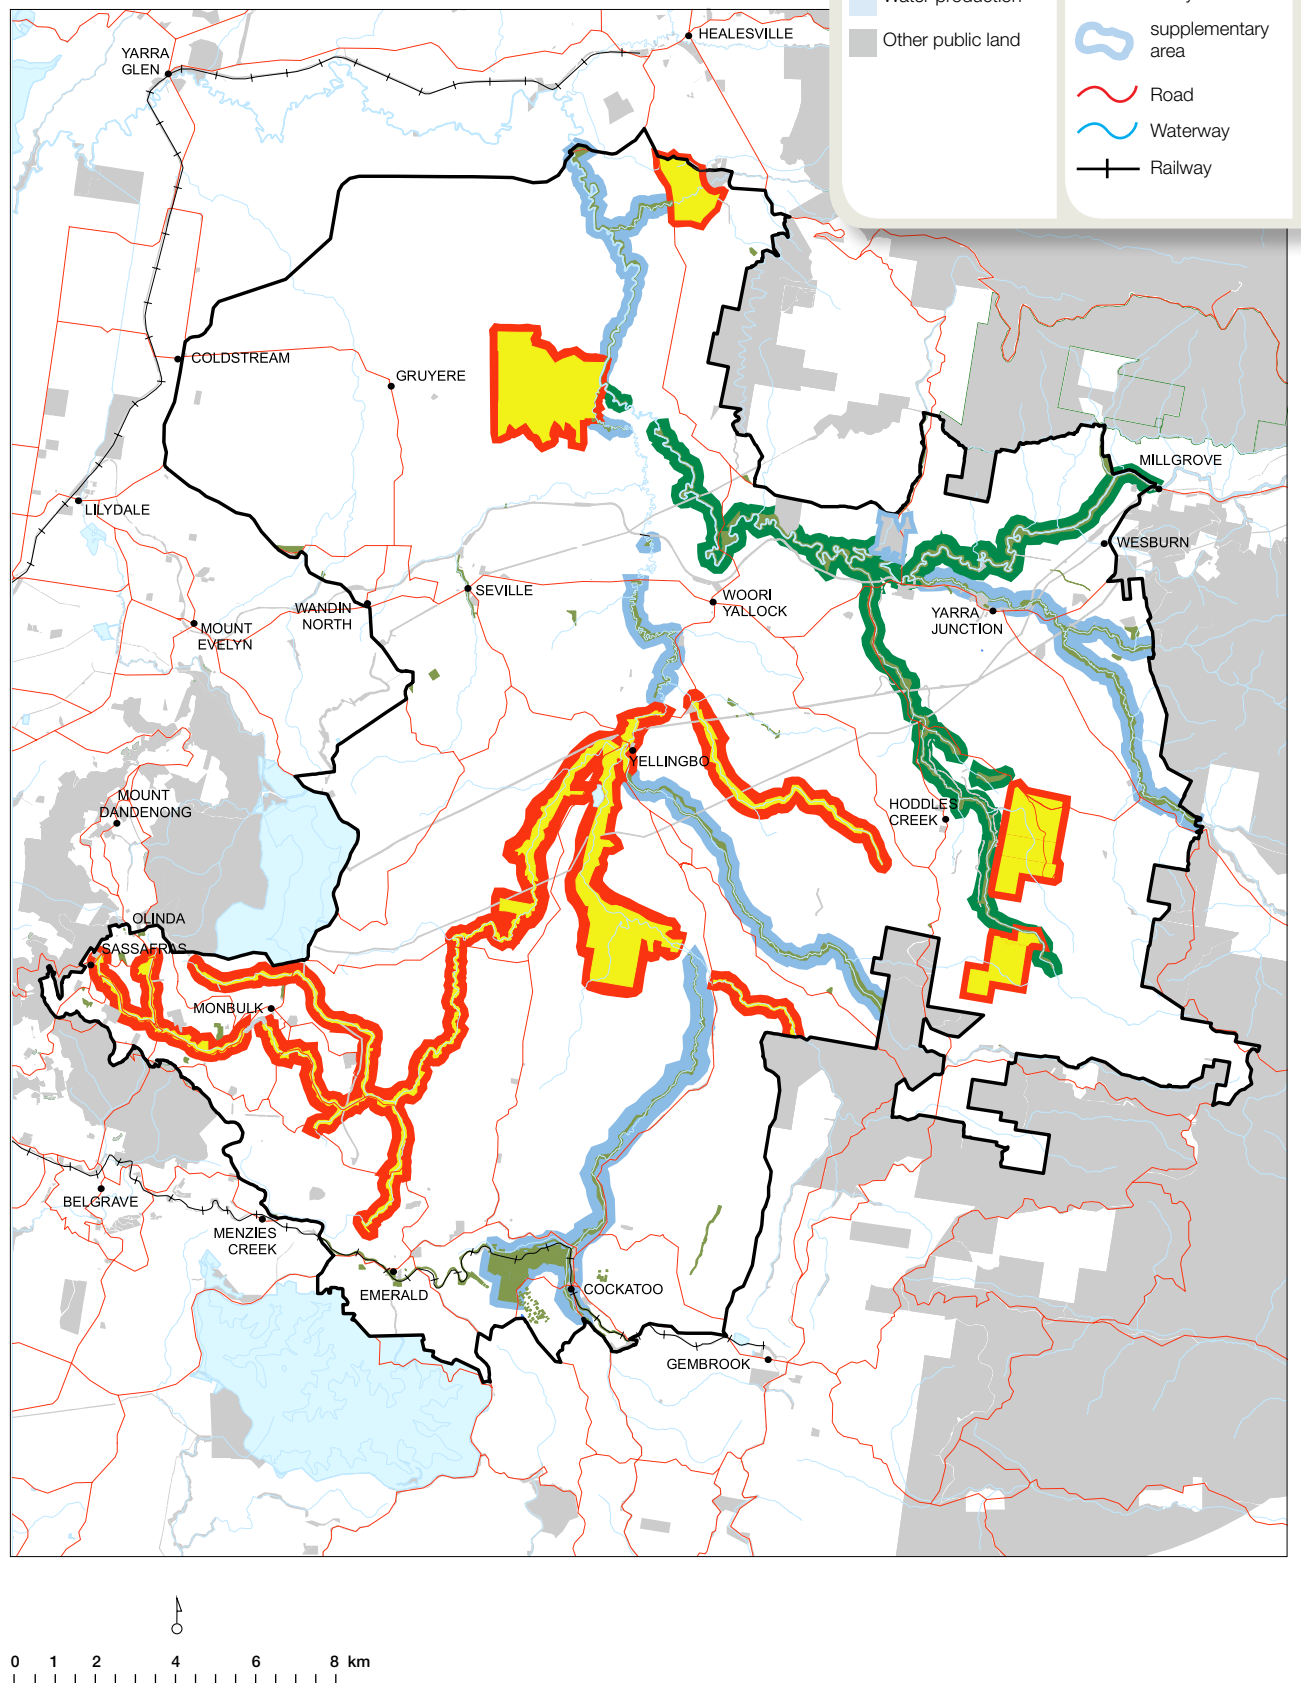 Water production
Other public land
supplementary
area
Road
Waterway
Railway
HEALESVILLE
YARRA
GLEN
COLDSTREAM
GRUYERE
MILLGROVE
LILYDALE
WESBURN
SEVILLE
WOORI
YALLOCK
WANDIN
NORTH
YARRA
JUNCTION
MOUNT
EVELYN
YELLINGBO
MOUNT
DANDENONG
HODDLES
CREEK
OLINDA
SASSAFRAS
MONBULK
BELGRAVE
MENZIES
CREEK
EMERALD
COCKATOO
GEMBROOK
0 1 2 4 6 8 km